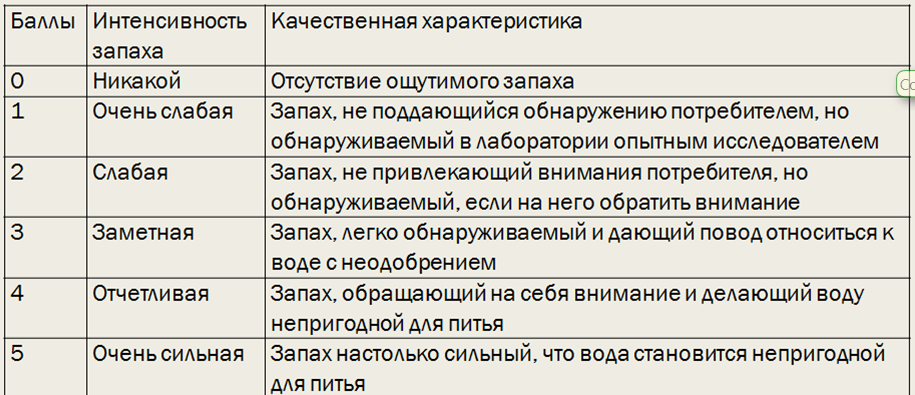 Баллы Интенсивность запаха Качественная характеристика
0 Никакой Отсутствие ощутимого запаха
1 Очень слабая Запах, не поддающийся обнаружению потребителем, но
обнаруживаемый в лаборатории опытным исследователем
2 Слабая Запах, не привлекающий внимания потребителя, но
обнаруживаемый, если на него обратить внимание
3 Заметная Запах, легко обнаруживаемый и дающий повод относиться к
воде с неодобрением
4 Отчетливая Запах, обращающий на себя внимание и делающий воду
непригодной для питья
5 Очень сильная Запах настолько сильный, что вода становится непригодной
для питья